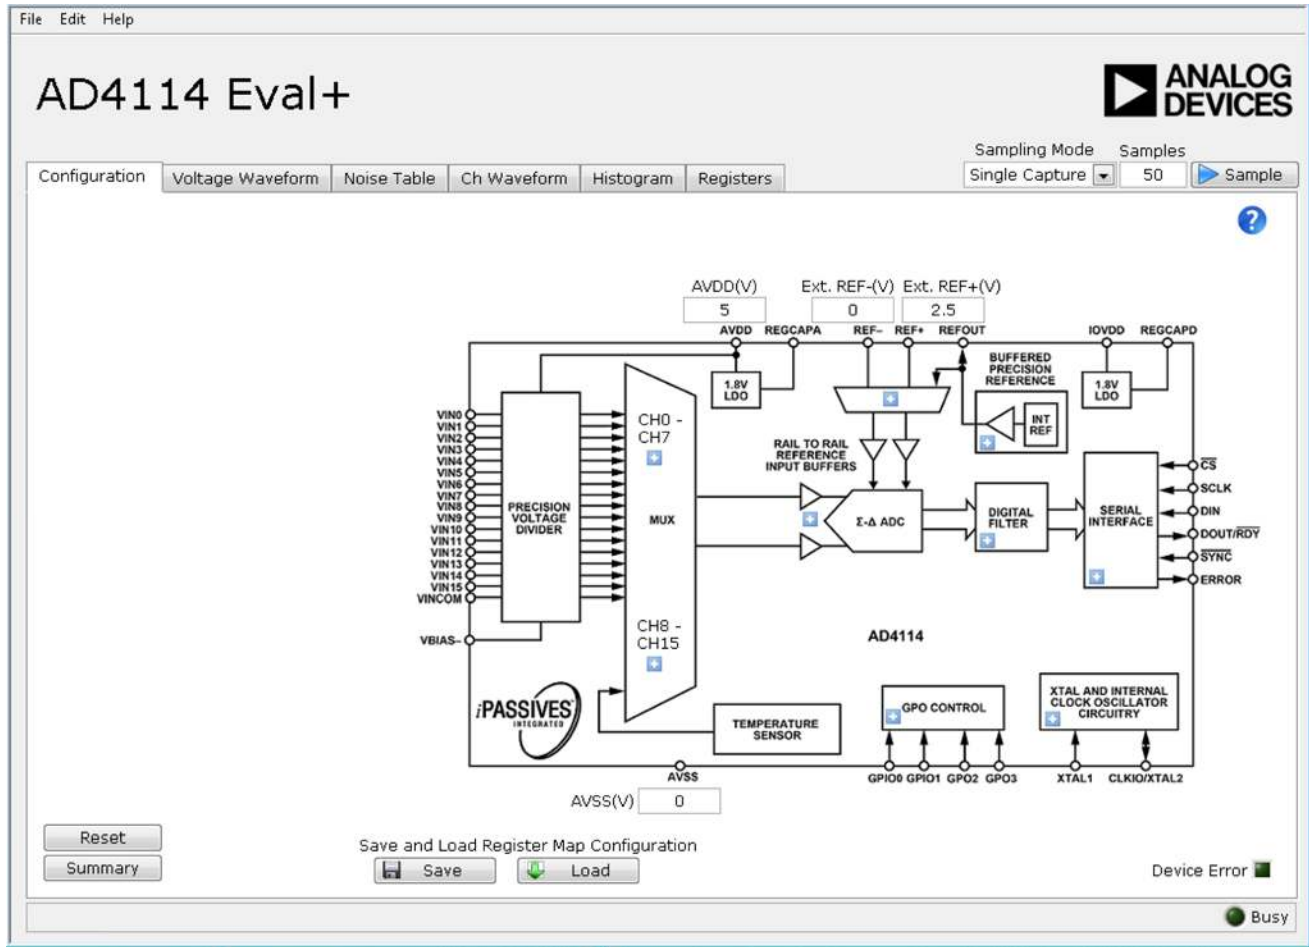 File Edit Help
AD4114 Eval+
ANALOG
DEVICES
Sampling Mode Samples
Configuration Voltage Waveform Noise Table Ch Waveform Histogram Registers
Single Capture 50 Sample
?
AVDD(V) Ext. REF-(V) Ext. REF+(V)
5 0 2.5
AVDD REGCAPA REF– REF+ REFOUT IOVDD REGCAPD
1.8V
LDO
BUFFERED
PRECISION
REFERENCE
1.8V
LDO
INT
REF
VIN0
VIN1
VIN2
VIN3
VIN4
VIN5
VIN6
VIN7
VIN8
VIN9
VIN10
VIN11
VIN12
VIN13
VIN14
VIN15
VINCOM
VBIAS–
PRECISION
VOLTAGE
DIVIDER
CH0 -
CH7
MUX
CH8 -
CH15
RAIL TO RAIL
REFERENCE
INPUT BUFFERS
Σ-Δ ADC
DIGITAL
FILTER
SERIAL
INTERFACE
CS
SCLK
DIN
DOUT/RDY
SYNC
ERROR
AD4114
iPASSIVES
INTEGRATED
TEMPERATURE
SENSOR
GPO CONTROL
XTAL AND INTERNAL
CLOCK OSCILLATOR
CIRCUITRY
AVSS
GPIO0 GPIO1 GPO2 GPO3 XTAL1 CLKIO/XTAL2
AVSS(V) 0
Reset
Summary
Save and Load Register Map Configuration
Save Load
Device Error
Busy